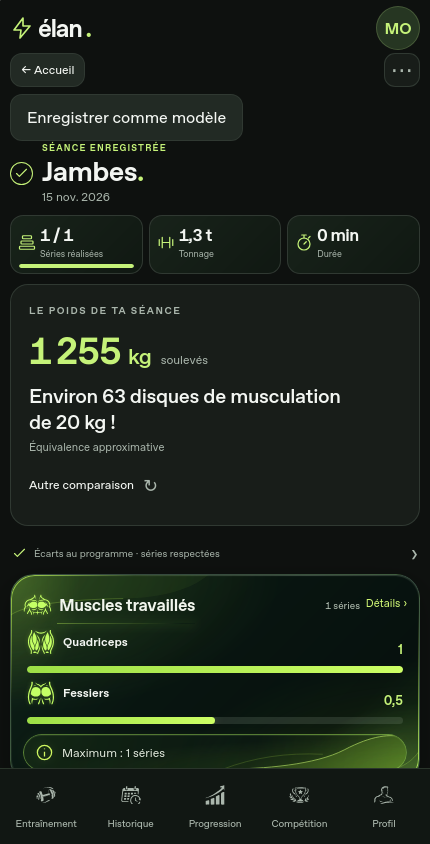 élan.
MO
← Accueil
...
Enregistrer comme modèle
SÉANCE ENREGISTRÉE
Jambes.
15 nov. 2026
1 / 1
Séries réalisées
1,3 t
Tonnage
0 min
Durée
LE POIDS DE TA SÉANCE
1 255 kg soulevés
Environ 63 disques de musculation
de 20 kg !
Équivalence approximative
Autre comparaison ↻
Écarts au programme · séries respectées ›
Muscles travaillés
1 séries Détails ›
Quadriceps
1
Fessiers
0,5
Maximum : 1 séries
Entraînement
Historique
Progression
Compétition
Profil